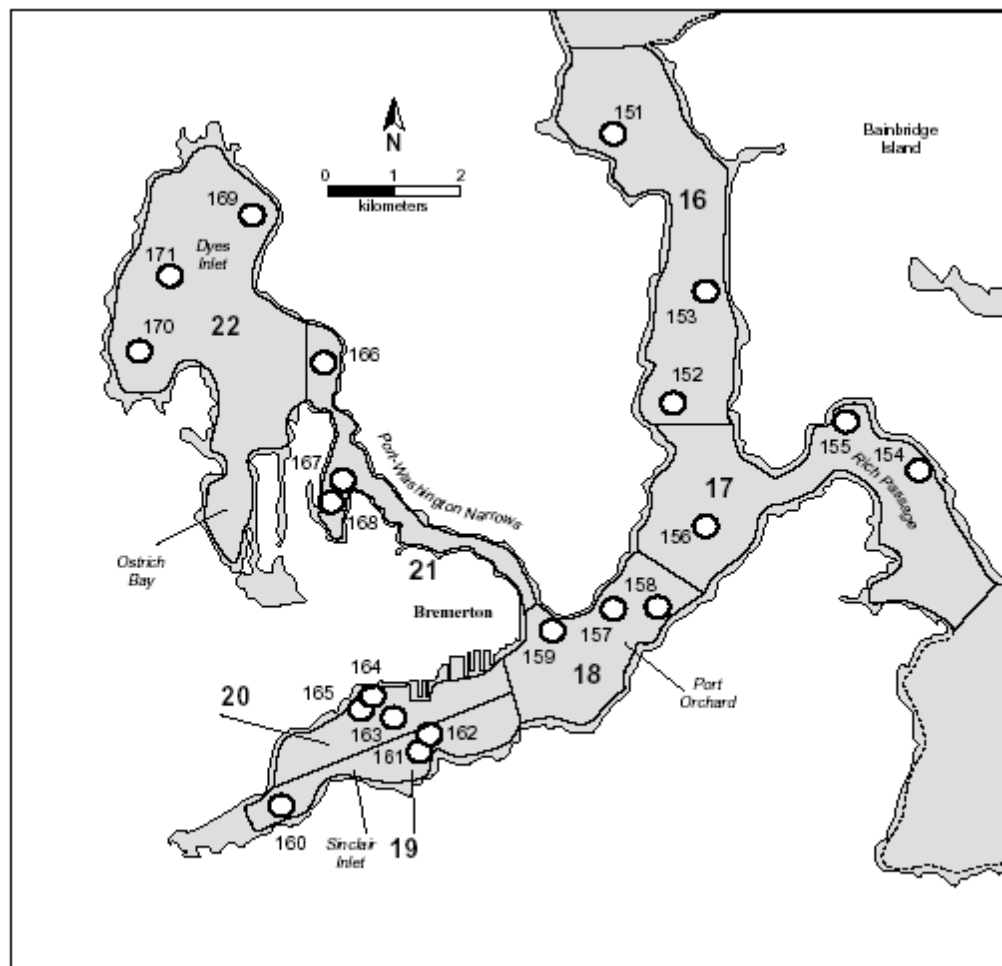 151
Bainbridge
Island
N
0 1 2
kilometers
16
169
Dyes
Inlet
171
153
170
22
166
152
155
154
Rich Passage
167
Port-Washington Narrows
17
168
156
Ostrich
Bay
21
158
Bremerton
157
159
164
18
Port
Orchard
165
20
163
162
161
160
Sinclair
Inlet
19